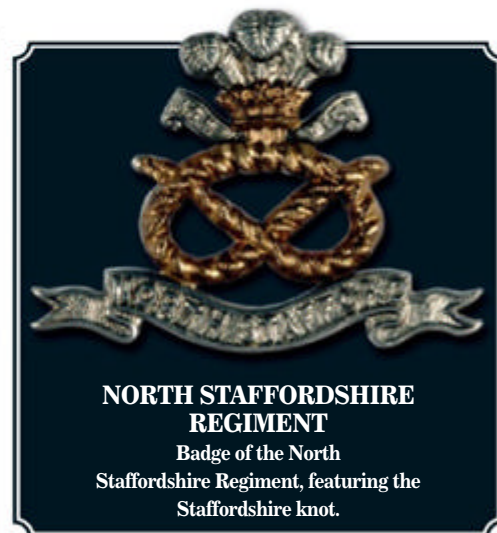 NORTH STAFFORDSHIRE
REGIMENT
Badge of the North
Staffordshire Regiment, featuring the
Staffordshire knot.